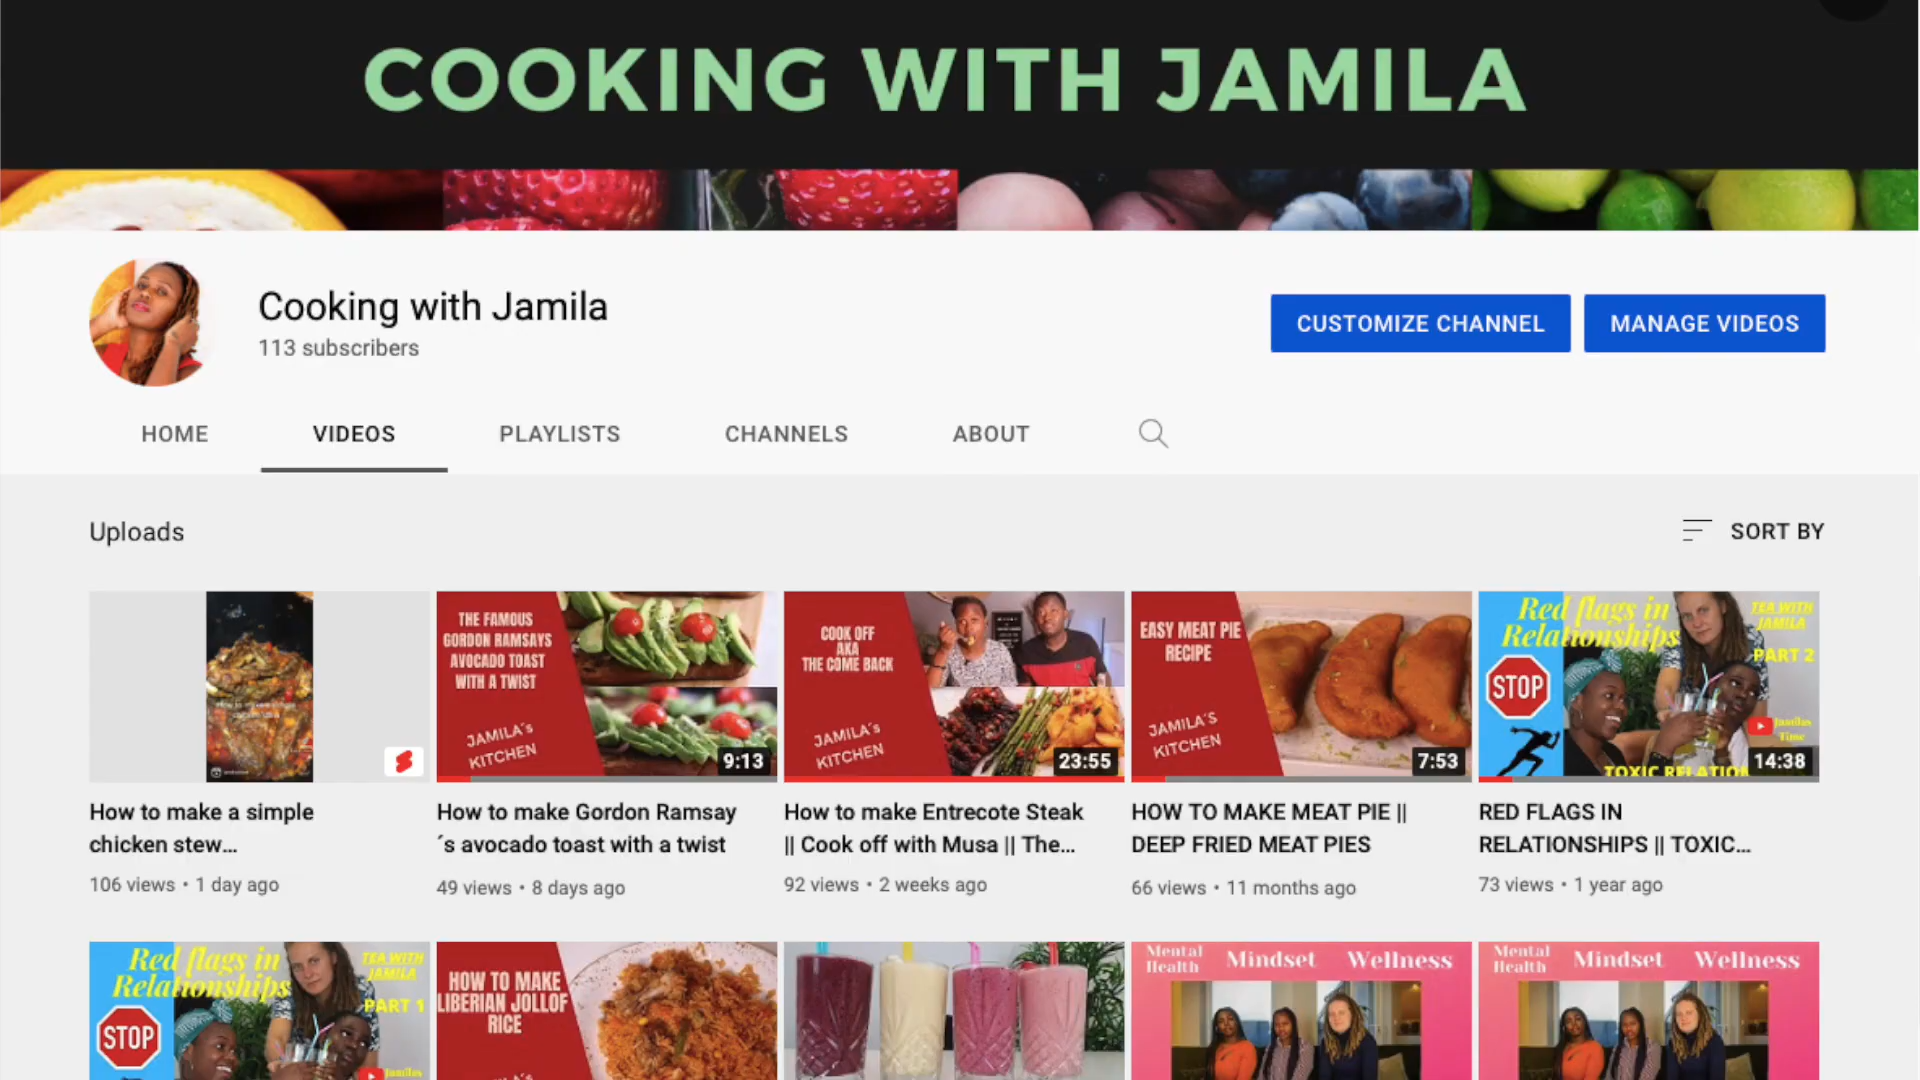 COOKING WITH JAMILA
Cooking with Jamila
113 subscribers
CUSTOMIZE CHANNEL
MANAGE VIDEOS
HOME
VIDEOS
PLAYLISTS
CHANNELS
ABOUT
Uploads
SORT BY
THE FAMOUS
GORDON RAMSAYS
AVOCADO TOAST
WITH A TWIST
JAMILA´s
KITCHEN
9:13
COOK OFF
AKA
THE COME BACK
JAMILA´s
KITCHEN
23:55
EASY MEAT PIE
RECIPE
JAMILA´S
KITCHEN
7:53
Red flags in
Relationships
TEA WITH
JAMILA
PART 2
STOP
Jamilas
Time
TOXIC RELATION
14:38
How to make a simple
chicken stew...
106 views • 1 day ago
How to make Gordon Ramsay
´s avocado toast with a twist
49 views • 8 days ago
How to make Entrecote Steak
|| Cook off with Musa || The...
92 views • 2 weeks ago
HOW TO MAKE MEAT PIE ||
DEEP FRIED MEAT PIES
66 views • 11 months ago
RED FLAGS IN
RELATIONSHIPS || TOXIC...
73 views • 1 year ago
Red flags in
Relationships
TEA WITH
JAMILA
PART 1
STOP
Jamilas
HOW TO MAKE
LIBERIAN JOLLOF
RICE
Mental
Health
Mindset
Wellness
Mental
Health
Mindset
Wellness